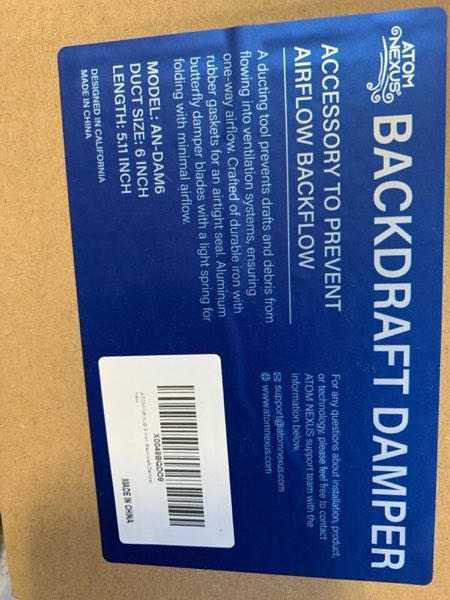 ATOM
NEXUS
BACKDRAFT DAMPER
ACCESSORY TO PREVENT
AIRFLOW BACKFLOW
A ducting tool prevents drafts and debris from
flowing into ventilation systems, ensuring
one-way airflow. Crafted of durable iron with
rubber gaskets for an airtight seal. Aluminum
butterfly damper blades with a light spring for
folding with minimal airflow.
MODEL: AN-DAM6
DUCT SIZE: 6 INCH
LENGTH: 5.11 INCH
DESIGNED IN CALIFORNIA
MADE IN CHINA
For any questions about installation, product,
or technology, please feel free to contact
ATOM NEXUS support team with the
information below.
support@atomnexus.com
www.atomnexus.com
X0049BQDO9
MADE IN CHINA